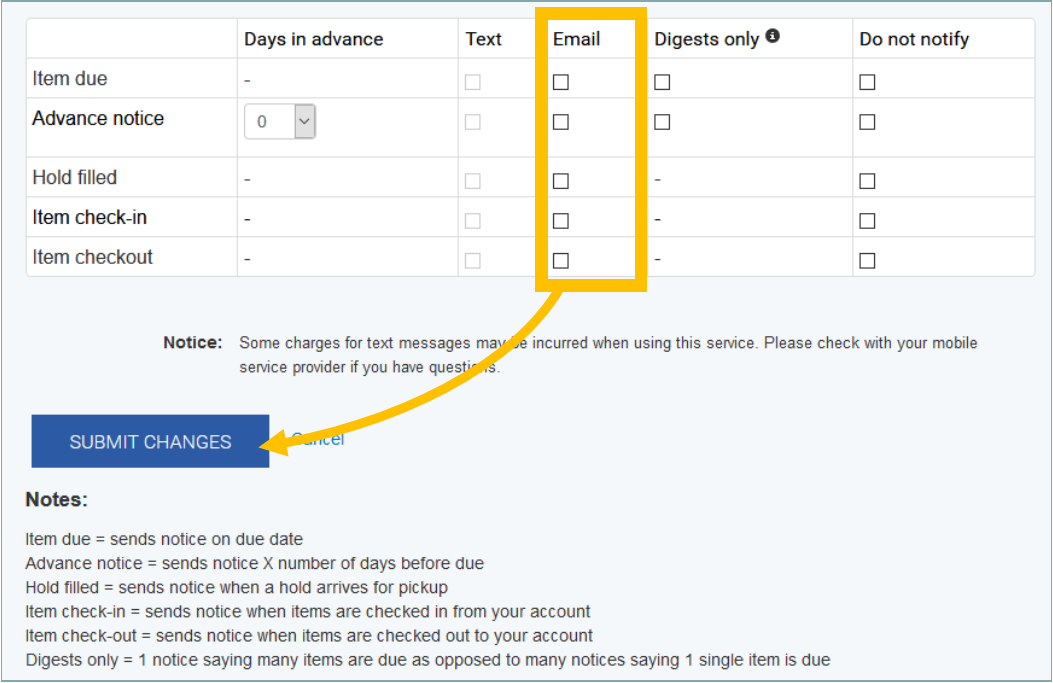 Days in advance Text Email Digests only Do not notify
Item due -
Advance notice 0
Hold filled - -
Item check-in - -
Item checkout - -
Notice: Some charges for text messages may be incurred when using this service. Please check with your mobile
service provider if you have questions.
SUBMIT CHANGES Cancel
Notes:
Item due = sends notice on due date
Advance notice = sends notice X number of days before due
Hold filled = sends notice when a hold arrives for pickup
Item check-in = sends notice when items are checked in from your account
Item check-out = sends notice when items are checked out to your account
Digests only = 1 notice saying many items are due as opposed to many notices saying 1 single item is due